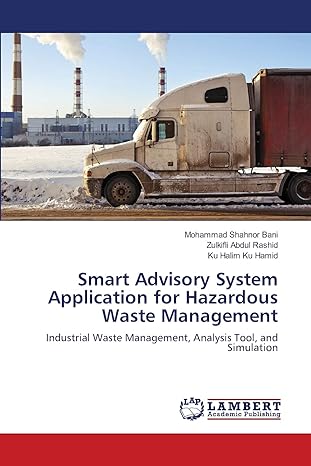 Mohammad Shahnor Bani
Zulkifli Abdul Rashid
Ku Halim Ku Hamid
Smart Advisory System
Application for Hazardous
Waste Management
Industrial Waste Management, Analysis Tool, and
Simulation
LAP LAMBERT
Academic Publishing